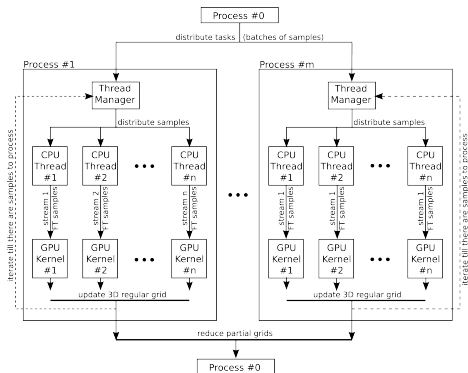 Process #0
distribute tasks (batches of samples)
Process #1
Process #m
Thread
Manager
Thread
Manager
distribute samples
distribute samples
CPU
Thread
#1
CPU
Thread
#2
CPU
Thread
#n
CPU
Thread
#1
CPU
Thread
#2
CPU
Thread
#n
stream 1
FT samples
stream 2
FT samples
stream n
FT samples
stream 1
FT samples
stream 1
FT samples
stream 1
FT samples
GPU
Kernel
#1
GPU
Kernel
#2
GPU
Kernel
#n
GPU
Kernel
#1
GPU
Kernel
#2
GPU
Kernel
#n
update 3D regular grid
update 3D regular grid
iterate till there are samples to process
iterate till there are samples to process
reduce partial grids
Process #0